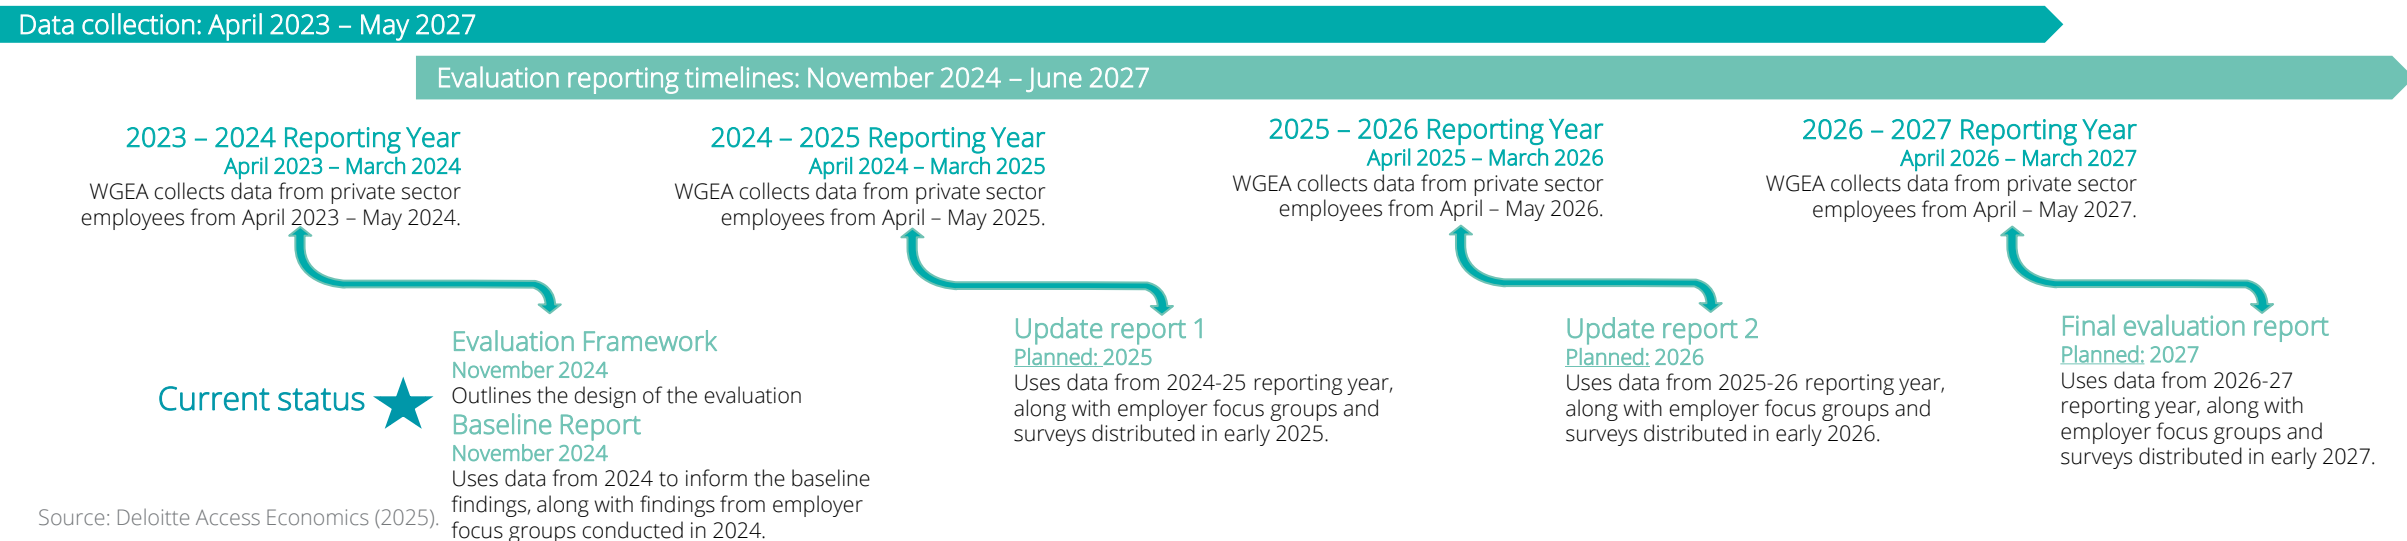 Data collection: April 2023 – May 2027
Evaluation reporting timelines: November 2024 – June 2027
2023 – 2024 Reporting Year
April 2023 – March 2024
WGEA collects data from private sector
employees from April 2023 – May 2024.
2024 – 2025 Reporting Year
April 2024 – March 2025
WGEA collects data from private sector
employees from April – May 2025.
2025 – 2026 Reporting Year
April 2025 – March 2026
WGEA collects data from private sector
employees from April – May 2026.
2026 – 2027 Reporting Year
April 2026 – March 2027
WGEA collects data from private sector
employees from April – May 2027.
Current status
Evaluation Framework
November 2024
Outlines the design of the evaluation
Baseline Report
November 2024
Uses data from 2024 to inform the baseline
findings, along with findings from employer
focus groups conducted in 2024.
Update report 1
Planned: 2025
Uses data from 2024-25 reporting year,
along with employer focus groups and
surveys distributed in early 2025.
Update report 2
Planned: 2026
Uses data from 2025-26 reporting year,
along with employer focus groups and
surveys distributed in early 2026.
Final evaluation report
Planned: 2027
Uses data from 2026-27
reporting year, along with
employer focus groups and
surveys distributed in early 2027.
Source: Deloitte Access Economics (2025).